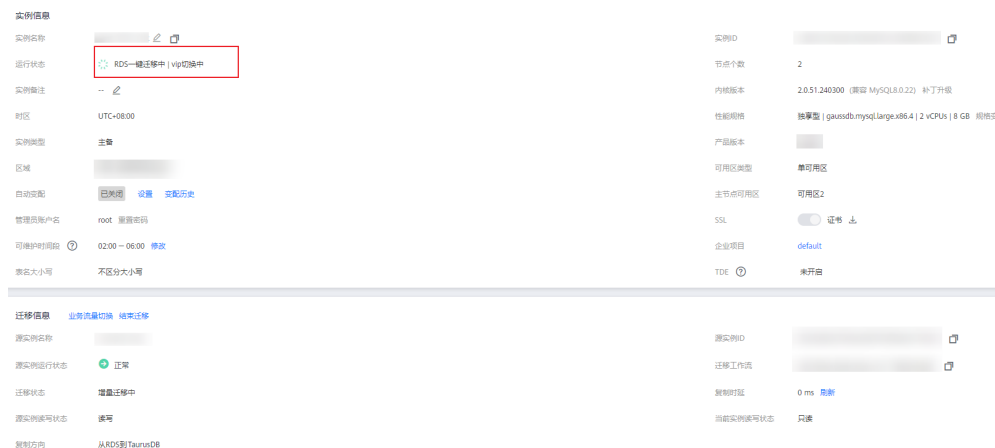 实例信息
实例名称
实例ID
运行状态 RDS一键迁移中 | vip切换中
节点个数 2
实例备注 --
内核版本 2.0.51.240300 (兼容 MySQL8.0.22) 补丁升级
时区 UTC+08:00
性能规格 独享型 | gaussdb.mysql.large.x86.4 | 2 vCPUs | 8 GB 规格变
实例类型 主备
产品版本
区域
可用区类型 单可用区
自动变配 已关闭 设置 变配历史
主节点可用区 可用区2
管理员账户名 root 重置密码
SSL 证书
可维护时间段 ? 02:00 — 06:00 修改
企业项目 default
表名大小写 不区分大小写
TDE ? 未开启
迁移信息 业务流量切换 结束迁移
源实例名称
源实例ID
源实例运行状态 正常
迁移工作流
迁移状态 增量迁移中
复制时延 0 ms 刷新
源实例读写状态 读写
当前实例读写状态 只读
复制方向 从RDS到TaurusDB